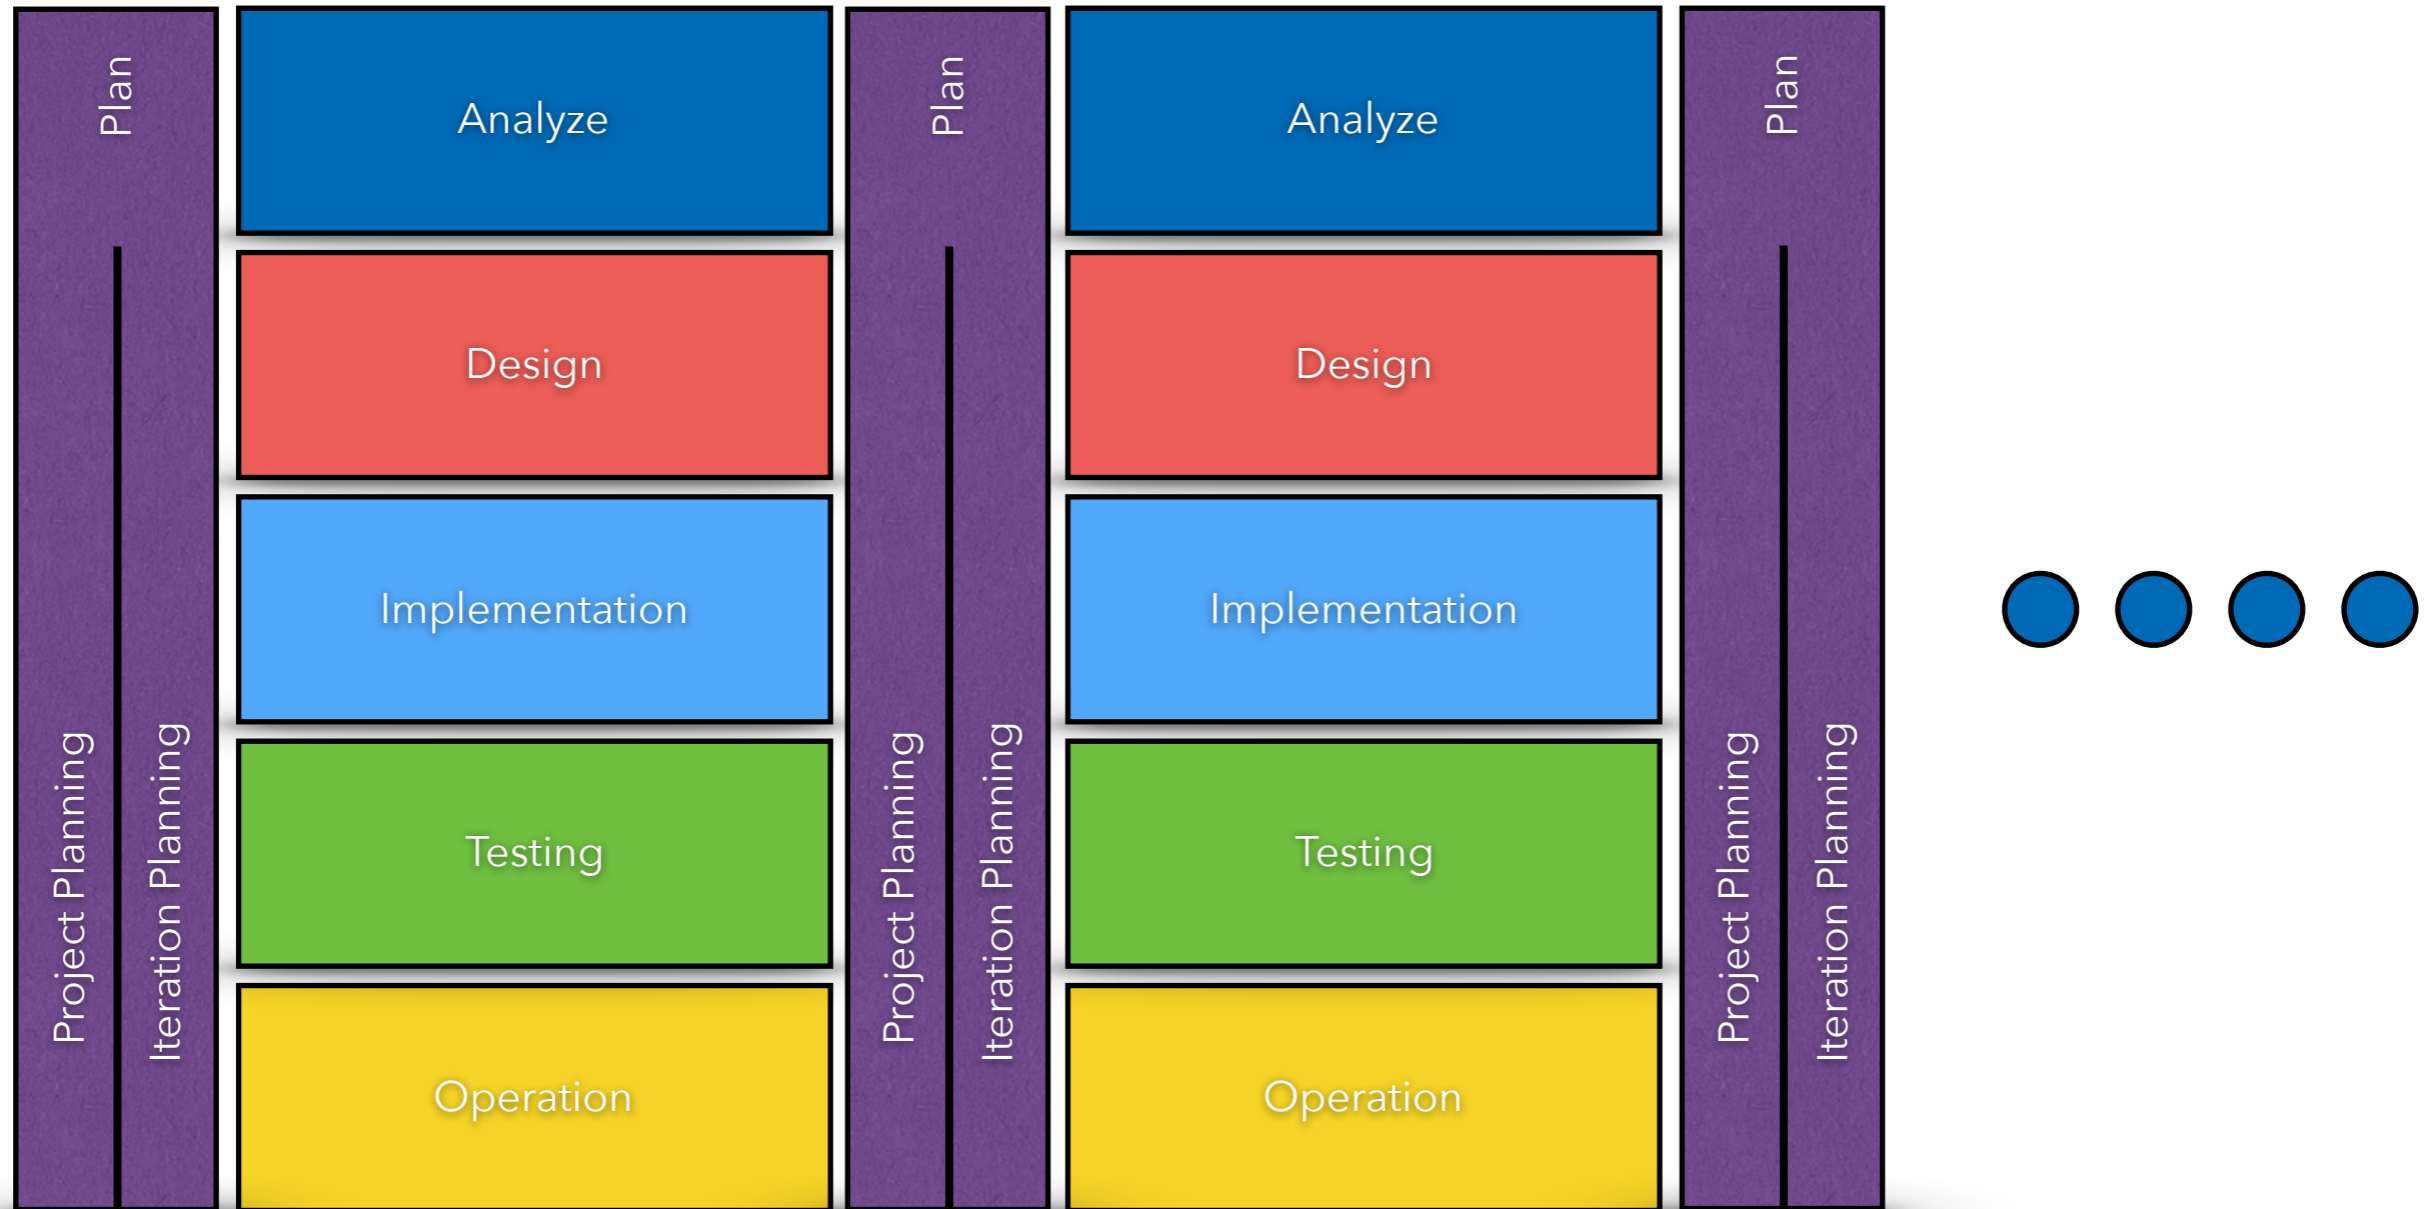 Plan
Project Planning
Iteration Planning
Analyze
Design
Implementation
Testing
Operation
Plan
Project Planning
Iteration Planning
Analyze
Design
Implementation
Testing
Operation
Plan
Project Planning
Iteration Planning